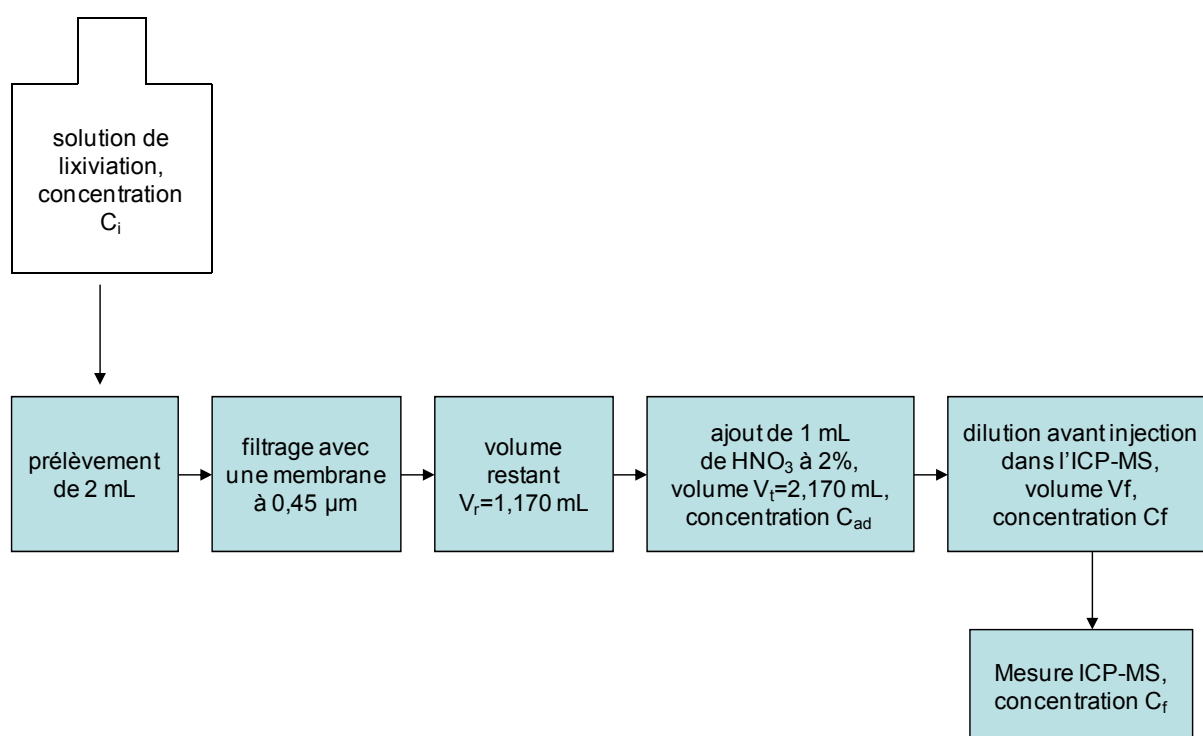 solution de
lixiviation,
concentration
Ci
prélèvement
de 2 mL
filtrage avec
une membrane
à 0,45 µm
volume
restant
Vr=1,170 mL
ajout de 1 mL
de HNO3 à 2%,
volume Vt=2,170 mL,
concentration Cad
dilution avant injection
dans l'ICP-MS,
volume Vf,
concentration Cf
Mesure ICP-MS,
concentration Cf